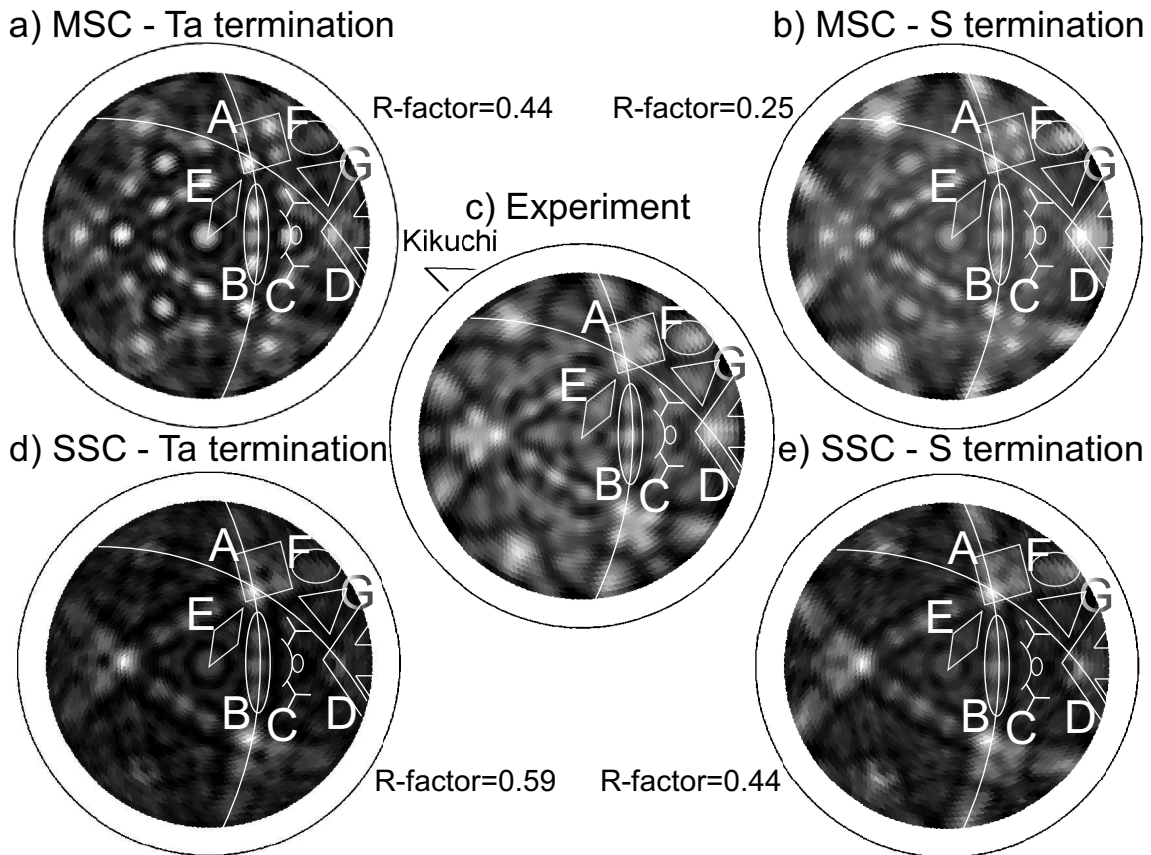 a) MSC - Ta termination
b) MSC - S termination
R-factor=0.44
R-factor=0.25
A
F
G
E
B
C
D
A
F
G
E
B
C
D
c) Experiment
Kikuchi
A
F
G
E
B
C
D
d) SSC - Ta termination
e) SSC - S termination
A
F
G
E
B
C
D
A
F
G
E
B
C
D
R-factor=0.59
R-factor=0.44